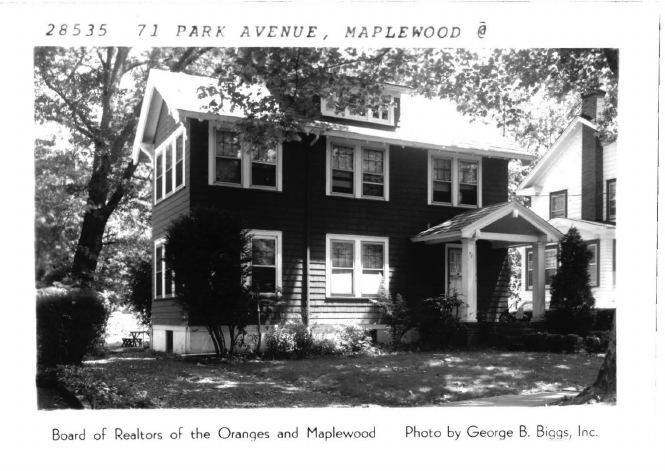 28535 71 PARK AVENUE, MAPLEWOOD @
Board of Realtors of the Oranges and Maplewood Photo by George B. Biggs, Inc.